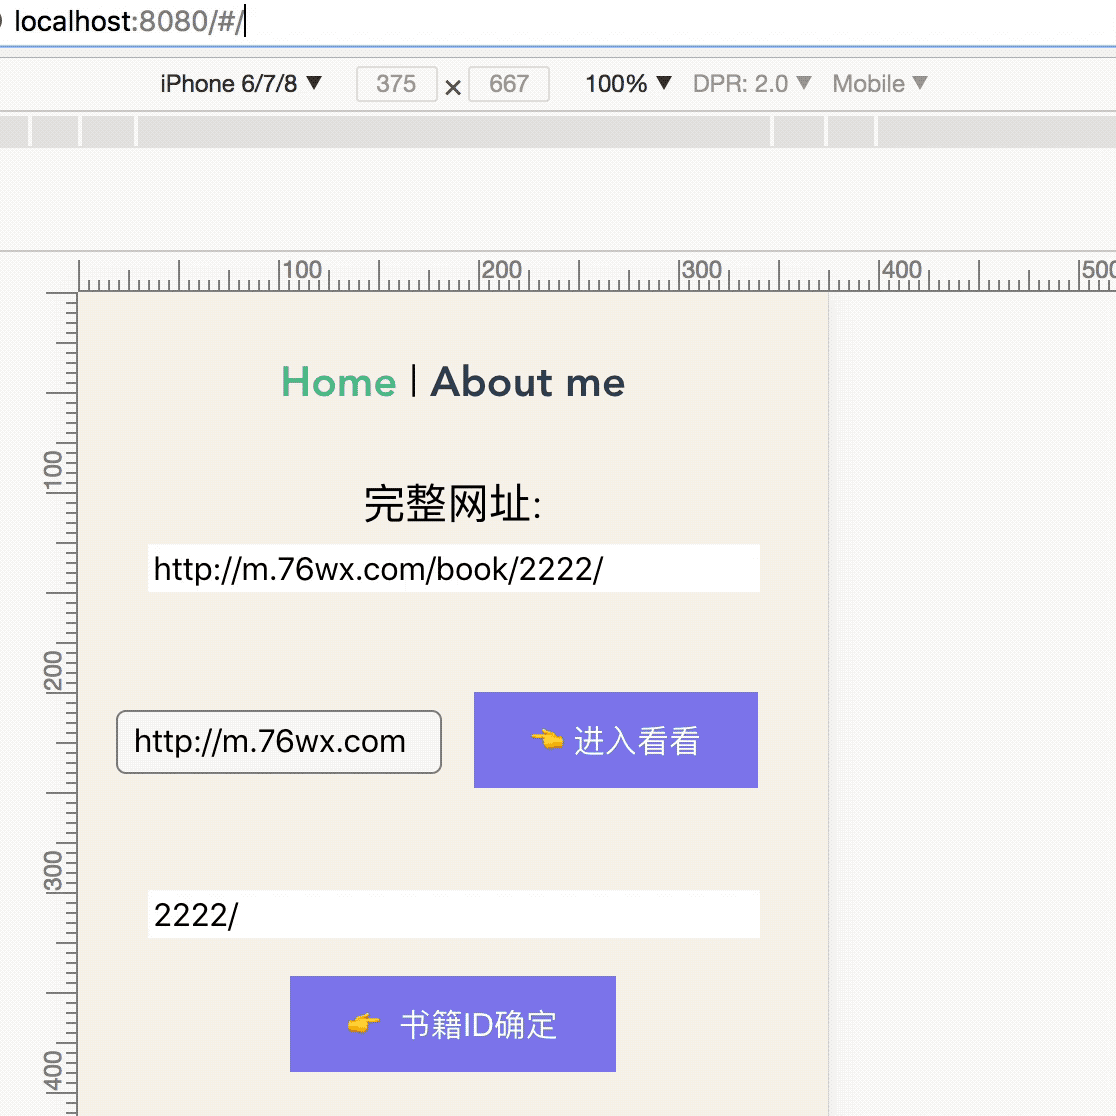 localhost:8080/#/
iPhone 6/7/8 ▼ 375 × 667 100% ▼ DPR: 2.0 ▼ Mobile ▼
100 200 300 400 500
Home | About me
100
完整网址:
http://m.76wx.com/book/2222/
200
http://m.76wx.com 👈 进入看看
300
2222/
👉 书籍ID确定
400